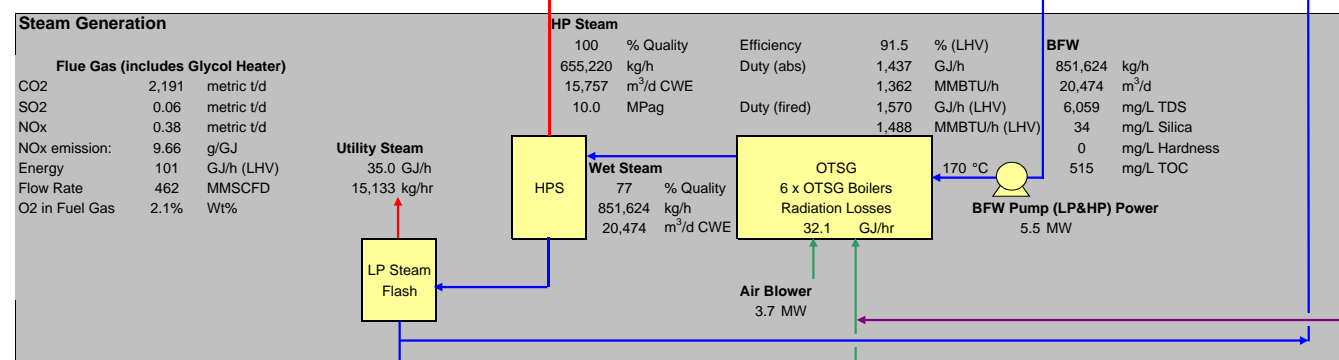 Steam Generation
Flue Gas (includes Glycol Heater)
CO2 2,191 metric t/d
SO2 0.06 metric t/d
NOx 0.38 metric t/d
NOx emission: 9.66 g/GJ
Energy 101 GJ/h (LHV)
Flow Rate 462 MMSCFD
O2 in Fuel Gas 2.1% Wt%
Utility Steam
35.0 GJ/h
15,133 kg/hr
LP Steam
Flash
HP Steam
100 % Quality
655,220 kg/h
15,757 m³/d CWE
10.0 MPag
HPS
Wet Steam
77 % Quality
851,624 kg/h
20,474 m³/d CWE
Efficiency 91.5 % (LHV)
Duty (abs) 1,437 GJ/h
1,362 MMBTU/h
Duty (fired) 1,570 GJ/h (LHV)
1,488 MMBTU/h (LHV)
OTSG
6 x OTSG Boilers
Radiation Losses
32.1 GJ/hr
Air Blower
3.7 MW
BFW
851,624 kg/h
20,474 m³/d
6,059 mg/L TDS
34 mg/L Silica
0 mg/L Hardness
515 mg/L TOC
170 °C
BFW Pump (LP&HP) Power
5.5 MW